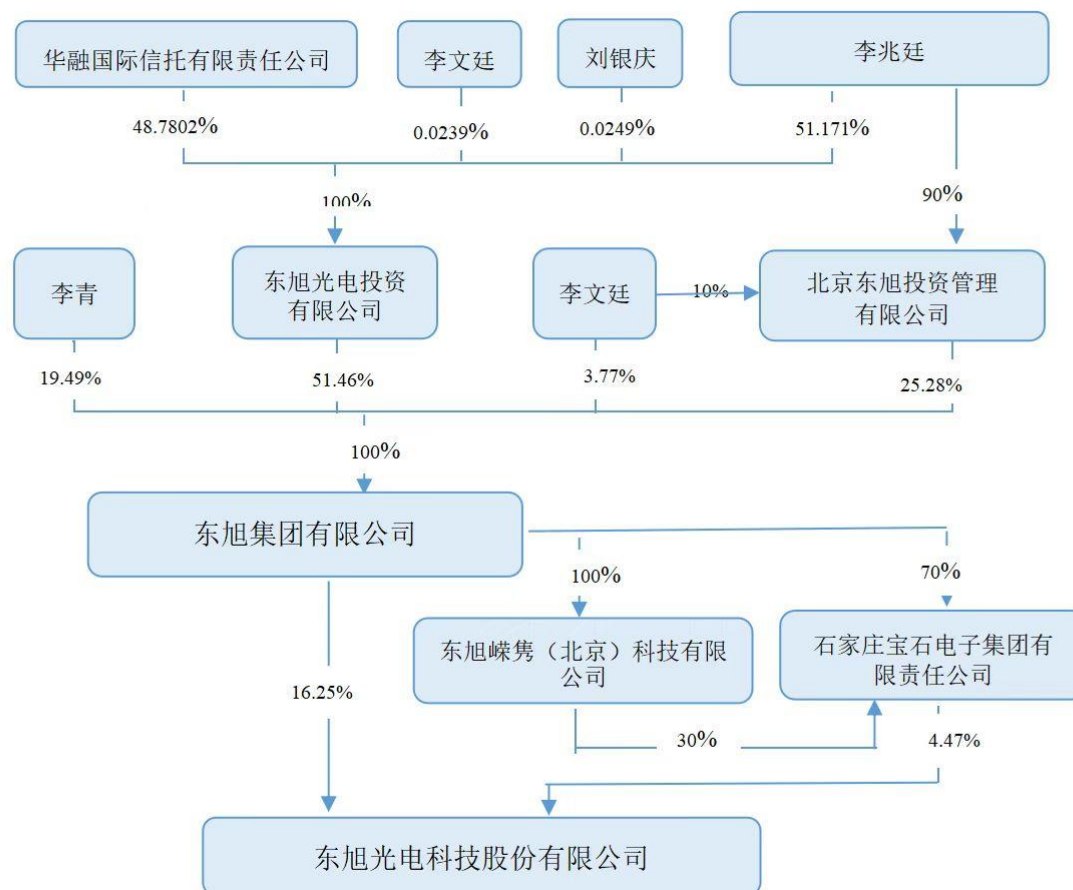 华融国际信托有限责任公司
李文廷
刘银庆
李兆廷
48.7802%
0.0239%
0.0249%
51.171%
100%
90%
李青
东旭光电投资
有限公司
李文廷
10%
北京东旭投资管理
有限公司
19.49%
51.46%
3.77%
25.28%
100%
东旭集团有限公司
100%
70%
东旭嵘隽（北京）科技有限
公司
石家庄宝石电子集团有
限责任公司
16.25%
30%
4.47%
东旭光电科技股份有限公司